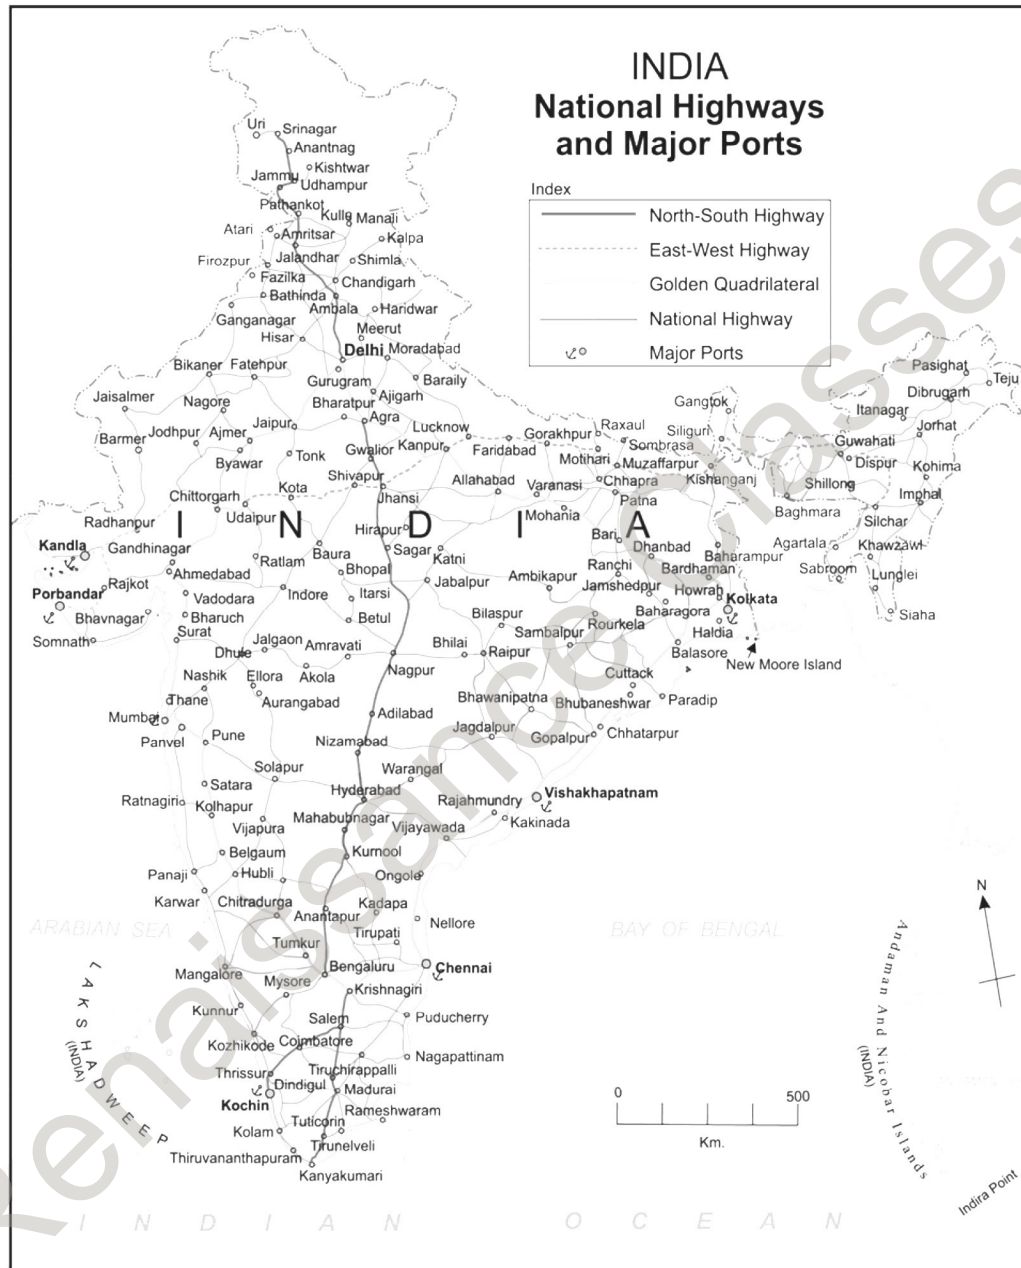 INDIA
National Highways
and Major Ports
Index
North-South Highway
East-West Highway
Golden Quadrilateral
National Highway
Major Ports
Uri
Srinagar
Anantnag
Kishtwar
Jammu
Udhampur
Pathankot
Kullo
Manali
Atari
Amritsar
Kalpa
Firozpur
Jalandhar
Shimla
Fazilka
Chandigarh
Bathinda
Ambala
Haridwar
Ganganagar
Meerut
Hisar
Delhi
Moradabad
Bikaner
Fatehpur
Gurugram
Baraily
Jaisalmer
Nagore
Bharatpur
Ajigarh
Agra
Barmer
Jodhpur
Ajmer
Jaipur
Lucknow
Gorakhpur
Raxaul
Siliguri
Gangtok
Pasighat
Teju
Dibrugarh
Itanagar
Jorhat
Byawar
Tonk
Gwalior
Kanpur
Faridabad
Motihari
Sombrasa
Muzaffarpur
Guwahati
Dispur
Kohima
Shivapur
Chittorgarh
Kota
Jhansi
Allahabad
Varanasi
Chhapra
Patna
Kishanganj
Shillong
Imphal
Baghmara
Silchar
Radhanpur
Udaipur
INDIA
Hirapur
Mohania
Kandla
Gandhinagar
Ratlam
Baura
Sagar
Katni
Bari
Dhanbad
Baharampur
Agartala
Khawzawl
Ahmedabad
Bhopal
Ranchi
Bardhaman
Sabroom
Lunglei
Rajkot
Porbandar
Vadodara
Indore
Itarsi
Jabalpur
Ambikapur
Jamshedpur
Howrah
Kolkata
Siaha
Bhavnagar
Bharuch
Betul
Bilaspur
Rourkela
Baharagora
Haldia
Somnath
Surat
Jalgaon
Amravati
Sambalpur
Balasore
New Moore Island
Dhule
Bhilai
Raipur
Nagpur
Nashik
Ellora
Akola
Cuttack
Thane
Aurangabad
Bhawanipatna
Bhubaneshwar
Paradip
Mumbai
Adilabad
Panvel
Pune
Nizamabad
Jagdalpur
Gopalpur
Chhatarpur
Solapur
Warangal
Satara
Hyderabad
Vishakhapatnam
Ratnagiri
Kolhapur
Rajahmundry
Mahabubnagar
Vijapura
Vijayawada
Kakinada
Belgaum
Kurnool
Panaji
Hubli
Ongole
Karwar
Chitradurga
Kadapa
Anantapur
ARABIAN SEA
Nellore
BAY OF BENGAL
Tumkur
Tirupati
Mangalore
Bengaluru
Chennai
Mysore
Krishnagiri
Kunnur
Salem
Puducherry
Kozhikode
Coimbatore
Nagapattinam
Thrissur
Tiruchirappalli
Dindigul
Madurai
Kochin
Rameshwaram
Kolam
Tuticorin
Tirunelveli
Thiruvananthapuram
Kanyakumari
LAKSHADWEEP
(INDIA)
N
Andaman And Nicobar Islands
(INDIA)
0 500
Km.
Indira Point
INDIAN OCEAN
Renaissance Classes